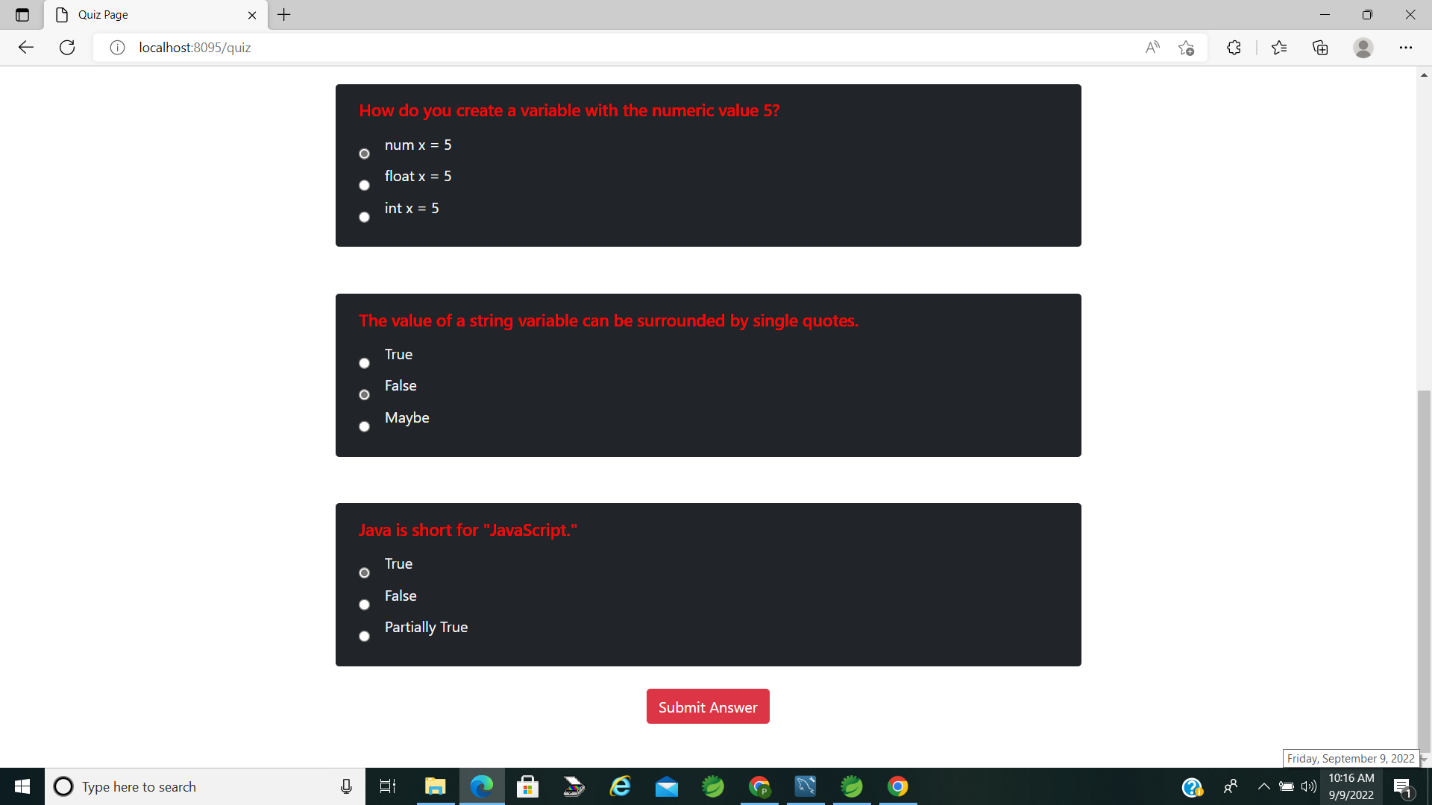 Quiz Page
localhost:8095/quiz
How do you create a variable with the numeric value 5?
num x = 5
float x = 5
int x = 5
The value of a string variable can be surrounded by single quotes.
True
False
Maybe
Java is short for "JavaScript."
True
False
Partially True
Submit Answer
Friday, September 9, 2022
Type here to search
10:16 AM
9/9/2022
1